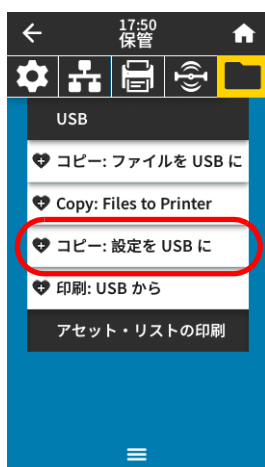 17:50
保管
USB
コピー: ファイルを USB に
Copy: Files to Printer
コピー: 設定を USB に
印刷: USB から
アセット・リストの印刷